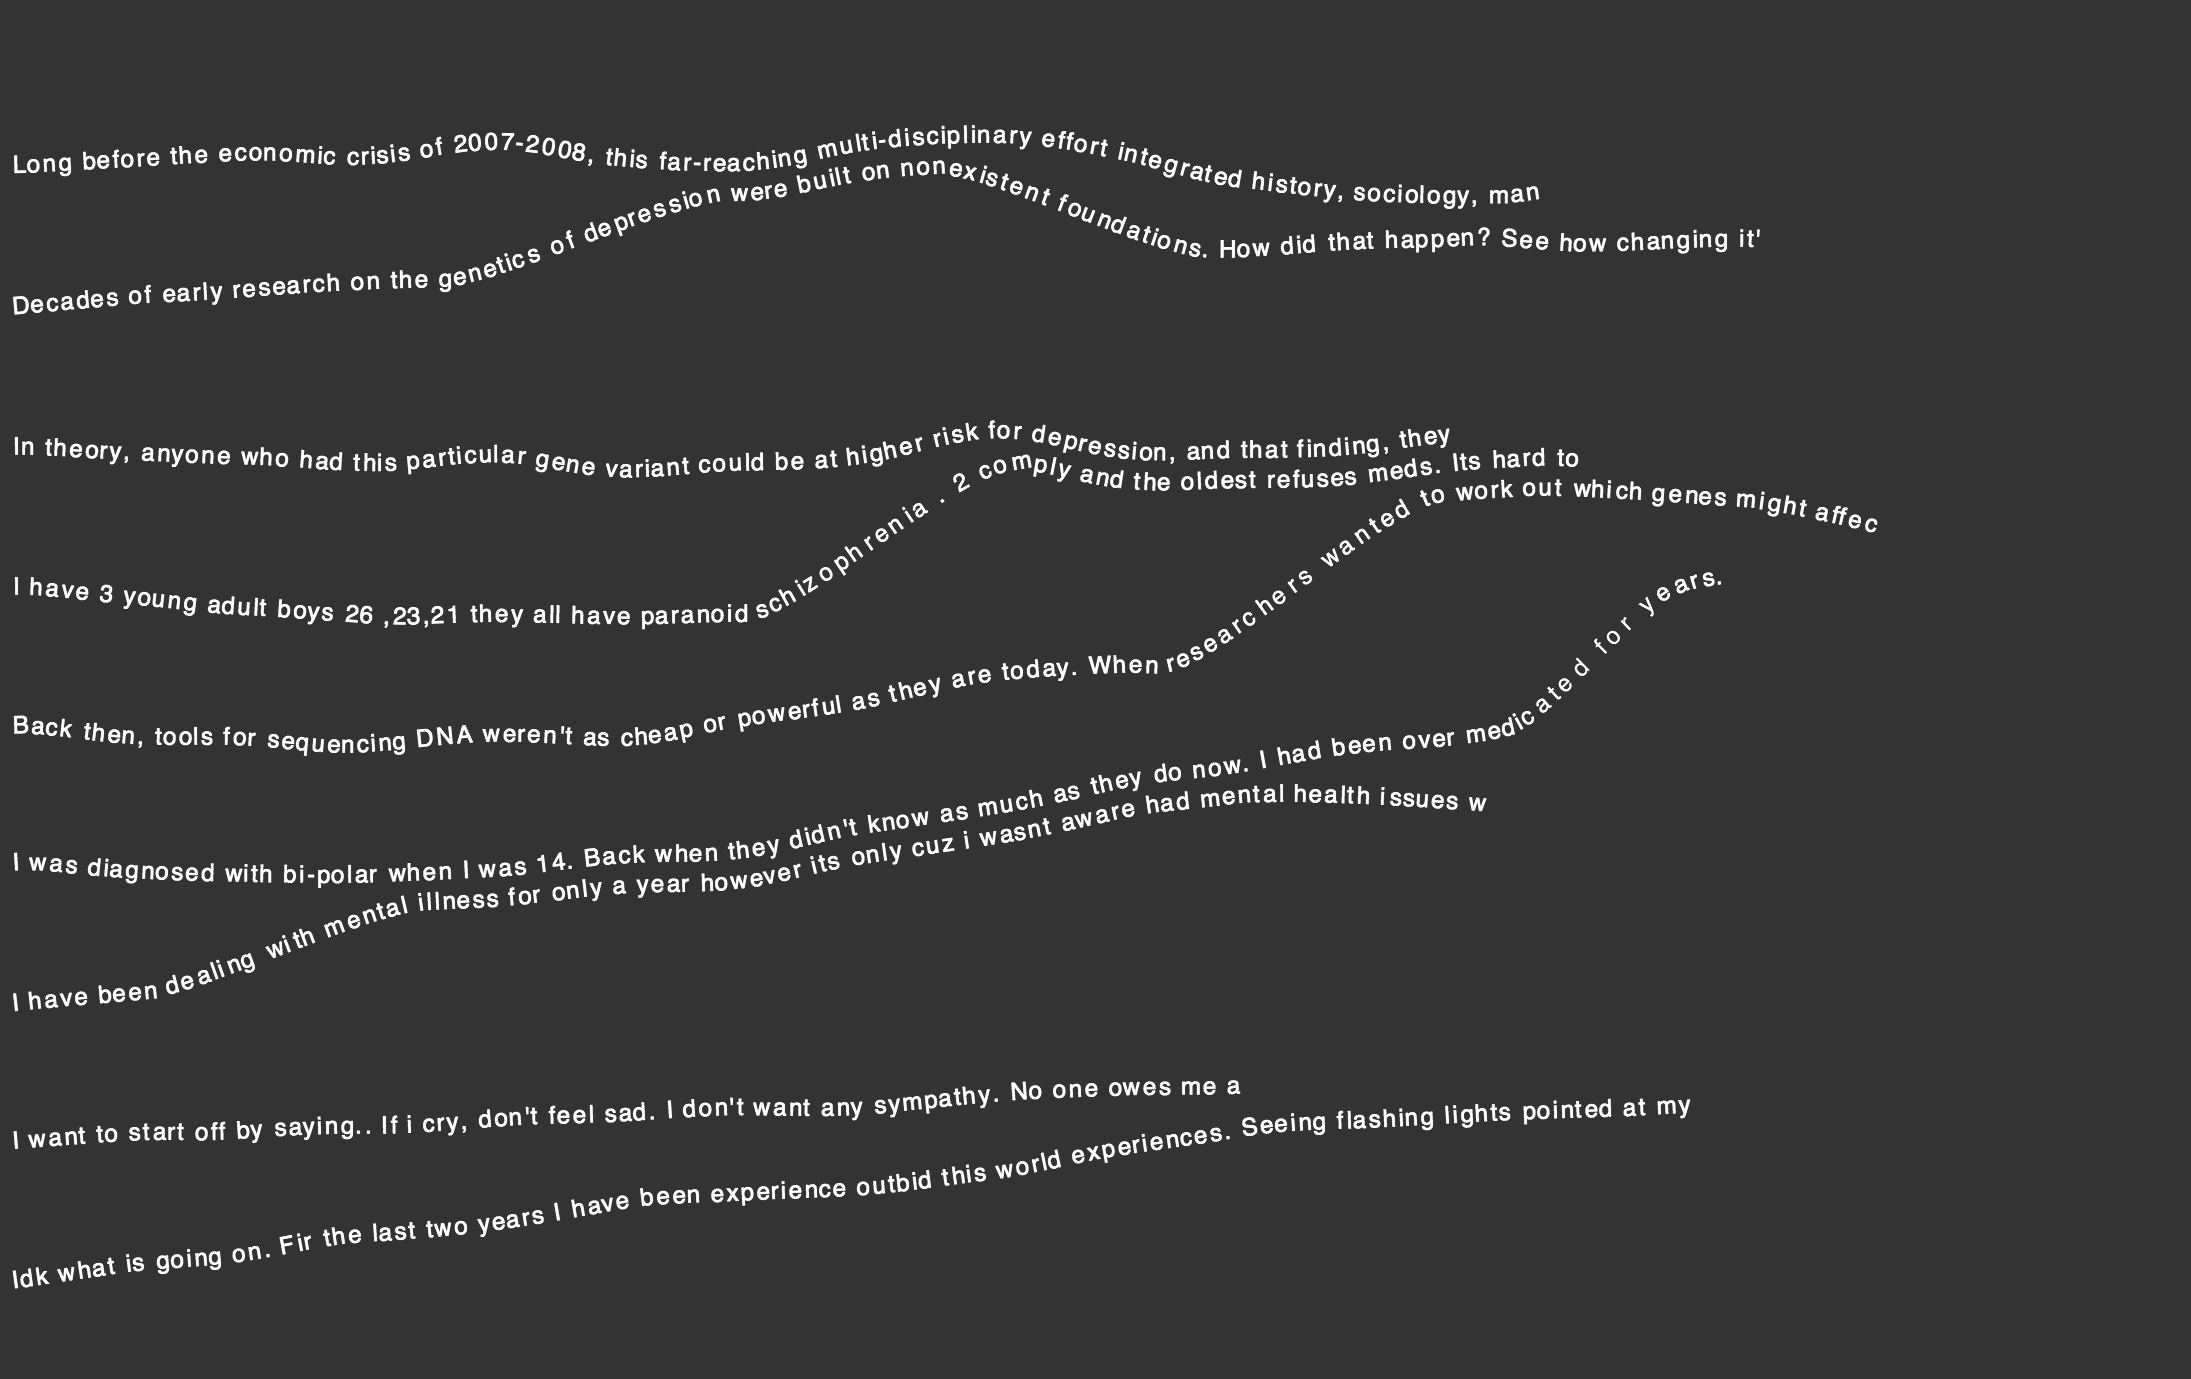 Long before the economic crisis of 2007-2008, this far-reaching multi-disciplinary effort integrated history, sociology, man
Decades of early research on the genetics of depression were built on nonexistent foundations. How did that happen? See how changing it'
In theory, anyone who had this particular gene variant could be at higher risk for depression, and that finding, they
I have 3 young adult boys 26 ,23,21 they all have paranoid schizophrenia . 2 comply and the oldest refuses meds. Its hard to
Back then, tools for sequencing DNA weren't as cheap or powerful as they are today. When researchers wanted to work out which genes might affec
I was diagnosed with bi-polar when I was 14. Back when they didn't know as much as they do now. I had been over medicated for years.
I have been dealing with mental illness for only a year however its only cuz i wasnt aware had mental health issues w
I want to start off by saying.. If i cry, don't feel sad. I don't want any sympathy. No one owes me a
Idk what is going on. Fir the last two years I have been experience outbid this world experiences. Seeing flashing lights pointed at my